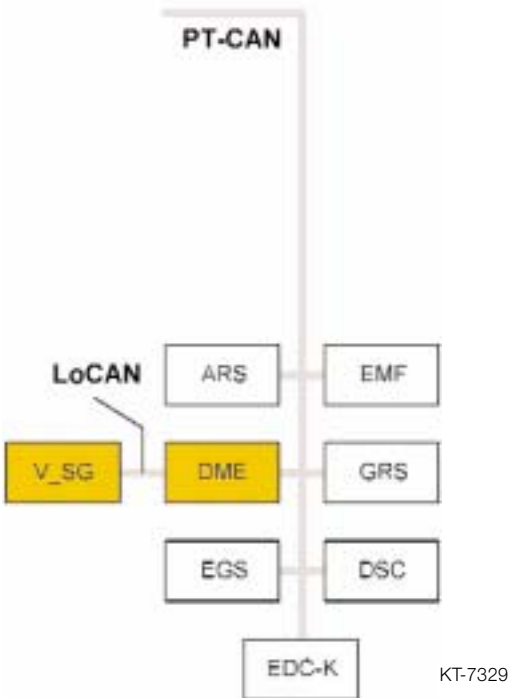 PT-CAN
ARS
EMF
LoCAN
V_SG
DME
GRS
EGS
DSC
EDC-K
KT-7329